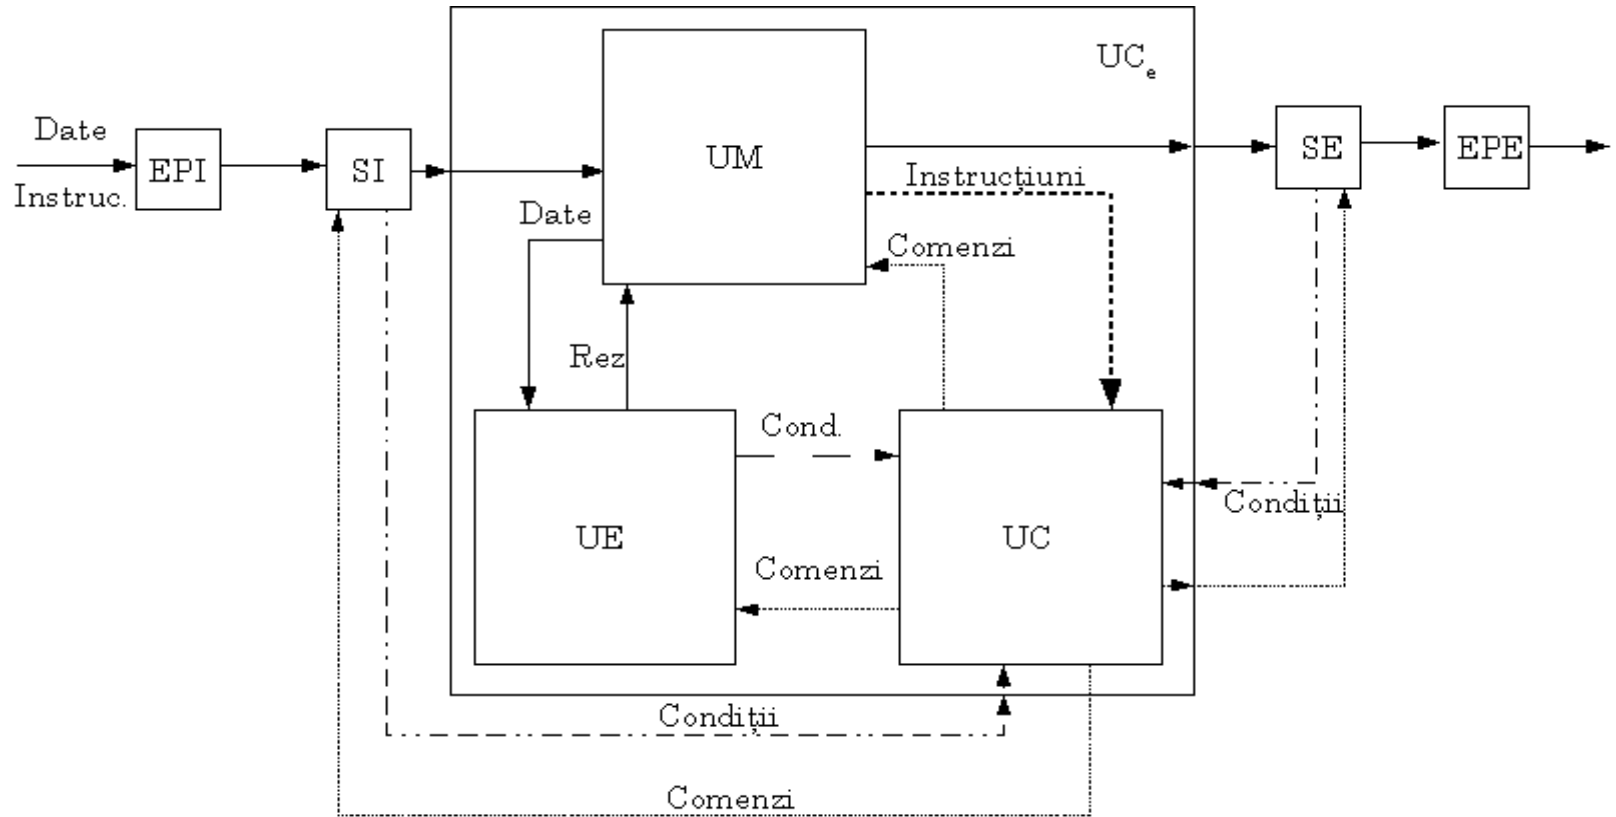 UCe
Date
EPI
Instruc.
SI
UM
SE
EPE
Instrucțiuni
Date
Comenzi
Rez
Cond.
Condiții
UE
UC
Comenzi
Condiții
Comenzi